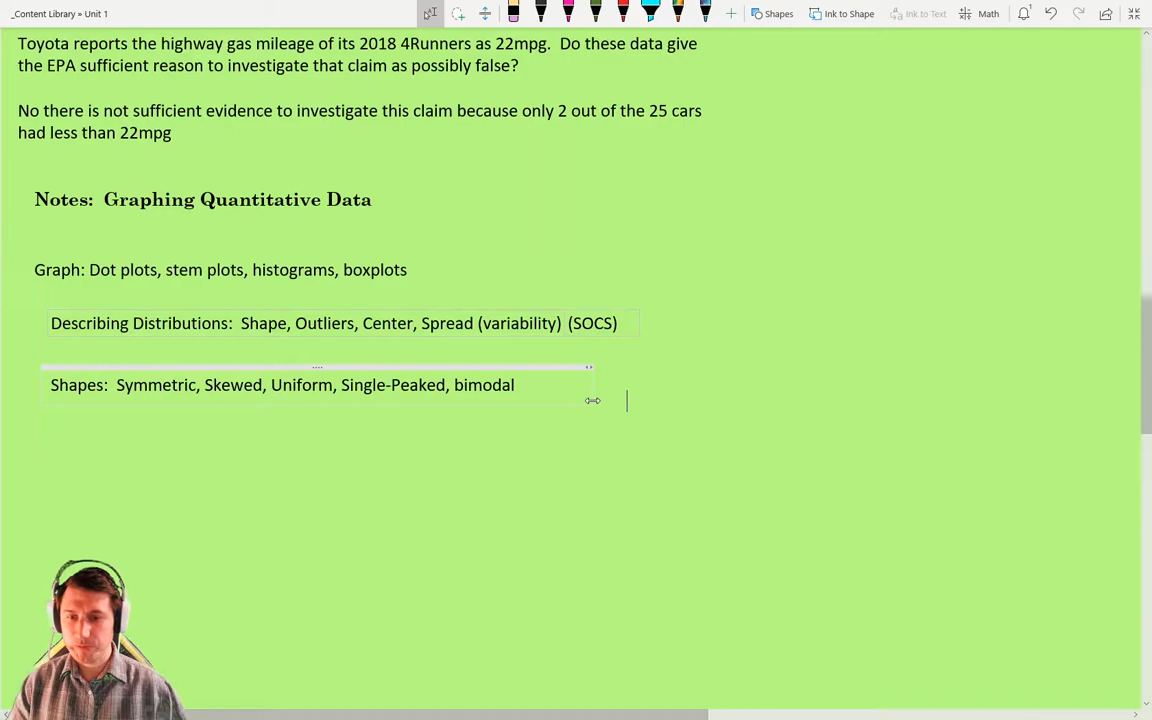 _Content Library » Unit 1
Shapes
Ink to Shape
Ink to Text
Math
1
Toyota reports the highway gas mileage of its 2018 4Runners as 22mpg.  Do these data give
the EPA sufficient reason to investigate that claim as possibly false?
No there is not sufficient evidence to investigate this claim because only 2 out of the 25 cars
had less than 22mpg
Notes:  Graphing Quantitative Data
Graph: Dot plots, stem plots, histograms, boxplots
Describing Distributions:  Shape, Outliers, Center, Spread (variability) (SOCS)
Shapes:  Symmetric, Skewed, Uniform, Single-Peaked, bimodal